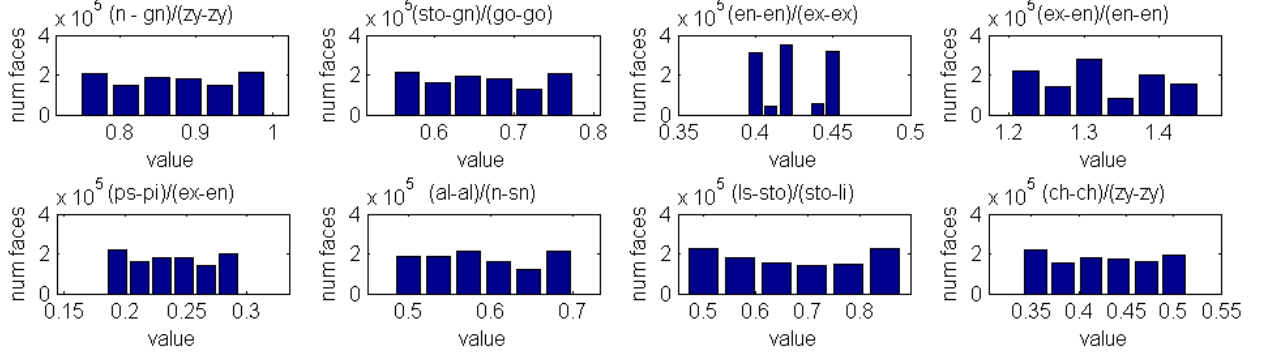 x 10^5 (n - gn)/(zy-zy)
num faces
4
2
0
0.8 0.9 1
value
x 10^5 (sto-gn)/(go-go)
num faces
4
2
0
0.6 0.7 0.8
value
x 10^5 (en-en)/(ex-ex)
num faces
4
2
0
0.35 0.4 0.45 0.5
value
x 10^5 (ex-en)/(en-en)
num faces
4
2
0
1.2 1.3 1.4
value
x 10^5 (ps-pi)/(ex-en)
num faces
4
2
0
0.15 0.2 0.25 0.3
value
x 10^5 (al-al)/(n-sn)
num faces
4
2
0
0.5 0.6 0.7
value
x 10^5 (ls-sto)/(sto-li)
num faces
4
2
0
0.5 0.6 0.7 0.8
value
x 10^5 (ch-ch)/(zy-zy)
num faces
4
2
0
0.35 0.4 0.45 0.5 0.55
value